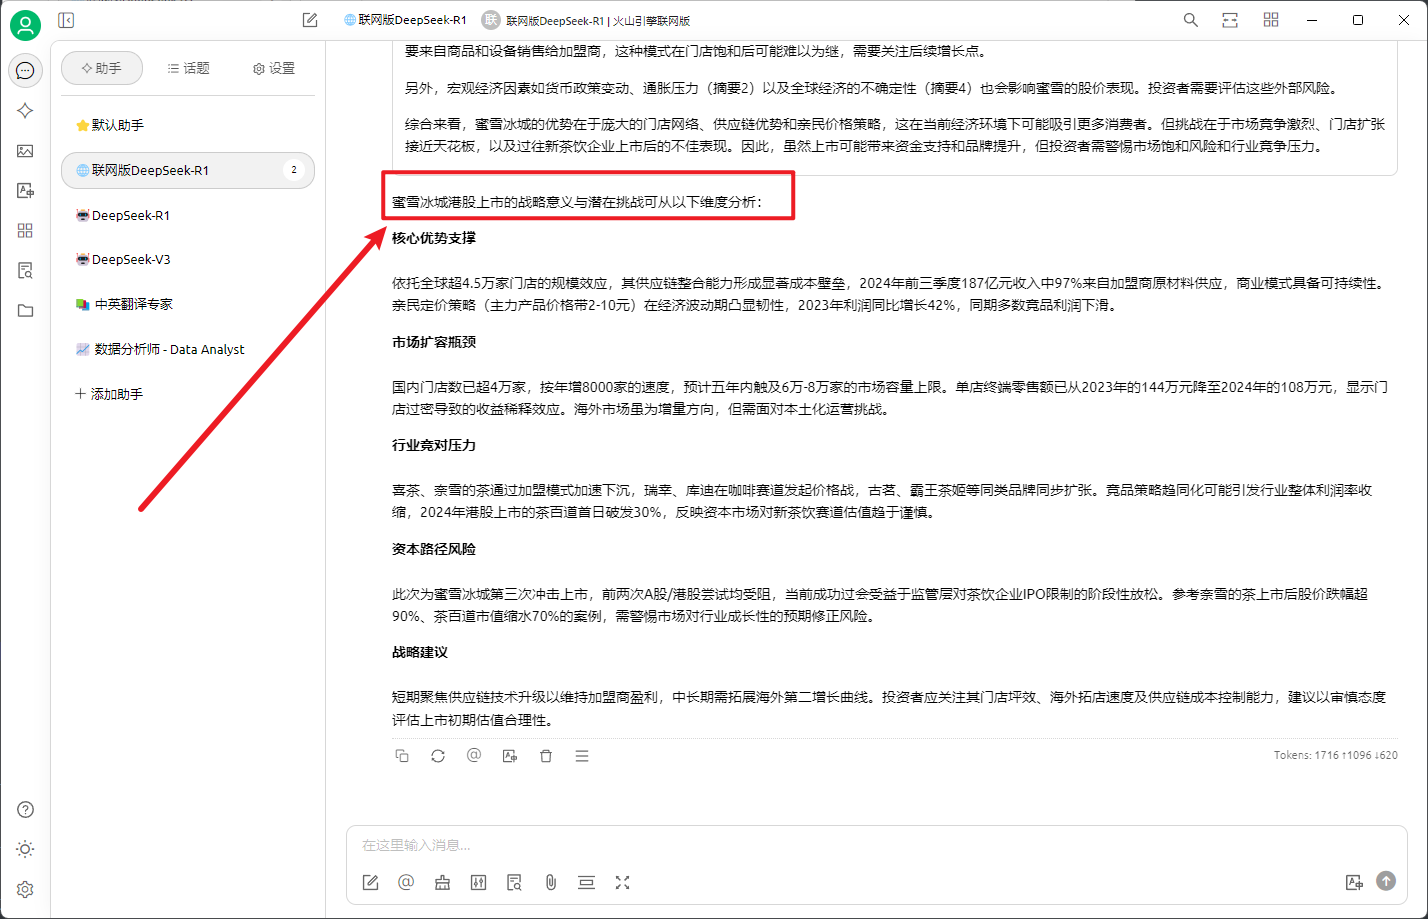 联网版DeepSeek-R1
联 联网版DeepSeek-R1 | 火山引擎联网版
助手
话题
设置
默认助手
联网版DeepSeek-R1
2
DeepSeek-R1
DeepSeek-V3
中英翻译专家
数据分析师 - Data Analyst
添加助手
要来自商品和设备销售给加盟商，这种模式在门店饱和后可能难以为继，需要关注后续增长点。
另外，宏观经济因素如货币政策变动、通胀压力（摘要2）以及全球经济的不确定性（摘要4）也会影响蜜雪的股价表现。投资者需要评估这些外部风险。
综合来看，蜜雪冰城的优势在于庞大的门店网络、供应链优势和亲民价格策略，这在当前经济环境下可能吸引更多消费者。但挑战在于市场竞争激烈、门店扩张
接近天花板，以及过往新茶饮企业上市后的不佳表现。因此，虽然上市可能带来资金支持和品牌提升，但投资者需警惕市场饱和风险和行业竞争压力。
蜜雪冰城港股上市的战略意义与潜在挑战可从以下维度分析：
核心优势支撑
依托全球超4.5万家门店的规模效应，其供应链整合能力形成显著成本壁垒，2024年前三季度187亿元收入中97%来自加盟商原材料供应，商业模式具备可持续性。
亲民定价策略（主力产品价格带2-10元）在经济波动期凸显韧性，2023年利润同比增长42%，同期多数竞品利润下滑。
市场扩容瓶颈
国内门店数已超4万家，按年增8000家的速度，预计五年内触及6万-8万家的市场容量上限。单店终端零售额已从2023年的144万元降至2024年的108万元，显示门
店过密导致的收益稀释效应。海外市场虽为增量方向，但需面对本土化运营挑战。
行业竞对压力
喜茶、奈雪的茶通过加盟模式加速下沉，瑞幸、库迪在咖啡赛道发起价格战，古茗、霸王茶姬等同类品牌同步扩张。竞品策略趋同化可能引发行业整体利润率收
缩，2024年港股上市的茶百道首日破发30%，反映资本市场对新茶饮赛道估值趋于谨慎。
资本路径风险
此次为蜜雪冰城第三次冲击上市，前两次A股/港股尝试均受阻，当前成功过会受益于监管层对茶饮企业IPO限制的阶段性放松。参考奈雪的茶上市后股价跌幅超
90%、茶百道市值缩水70%的案例，需警惕市场对行业成长性的预期修正风险。
战略建议
短期聚焦供应链技术升级以维持加盟商盈利，中长期需拓展海外第二增长曲线。投资者应关注其门店坪效、海外拓店速度及供应链成本控制能力，建议以审慎态度
评估上市初期估值合理性。
Tokens: 1716 ↑1096 ↓620
在这里输入消息...